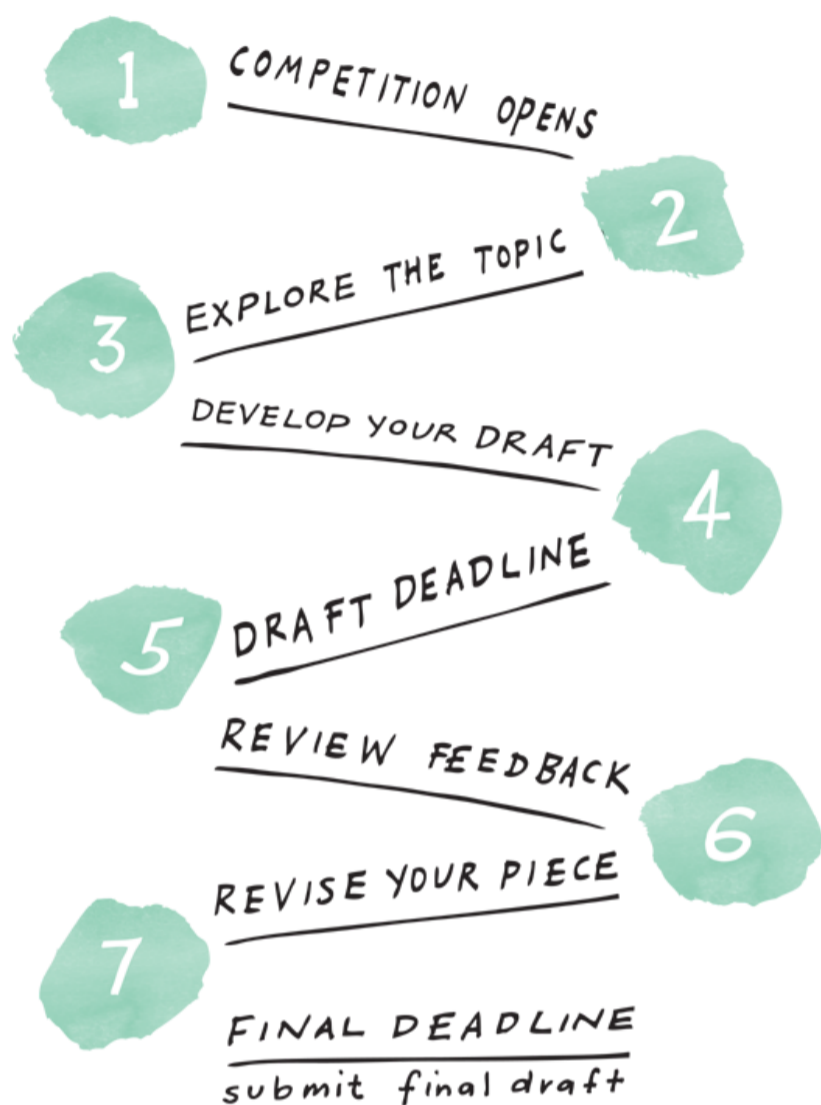 1
COMPETITION OPENS
2
EXPLORE THE TOPIC
3
DEVELOP YOUR DRAFT
4
DRAFT DEADLINE
5
REVIEW FEEDBACK
6
REVISE YOUR PIECE
7
FINAL DEADLINE
submit final draft